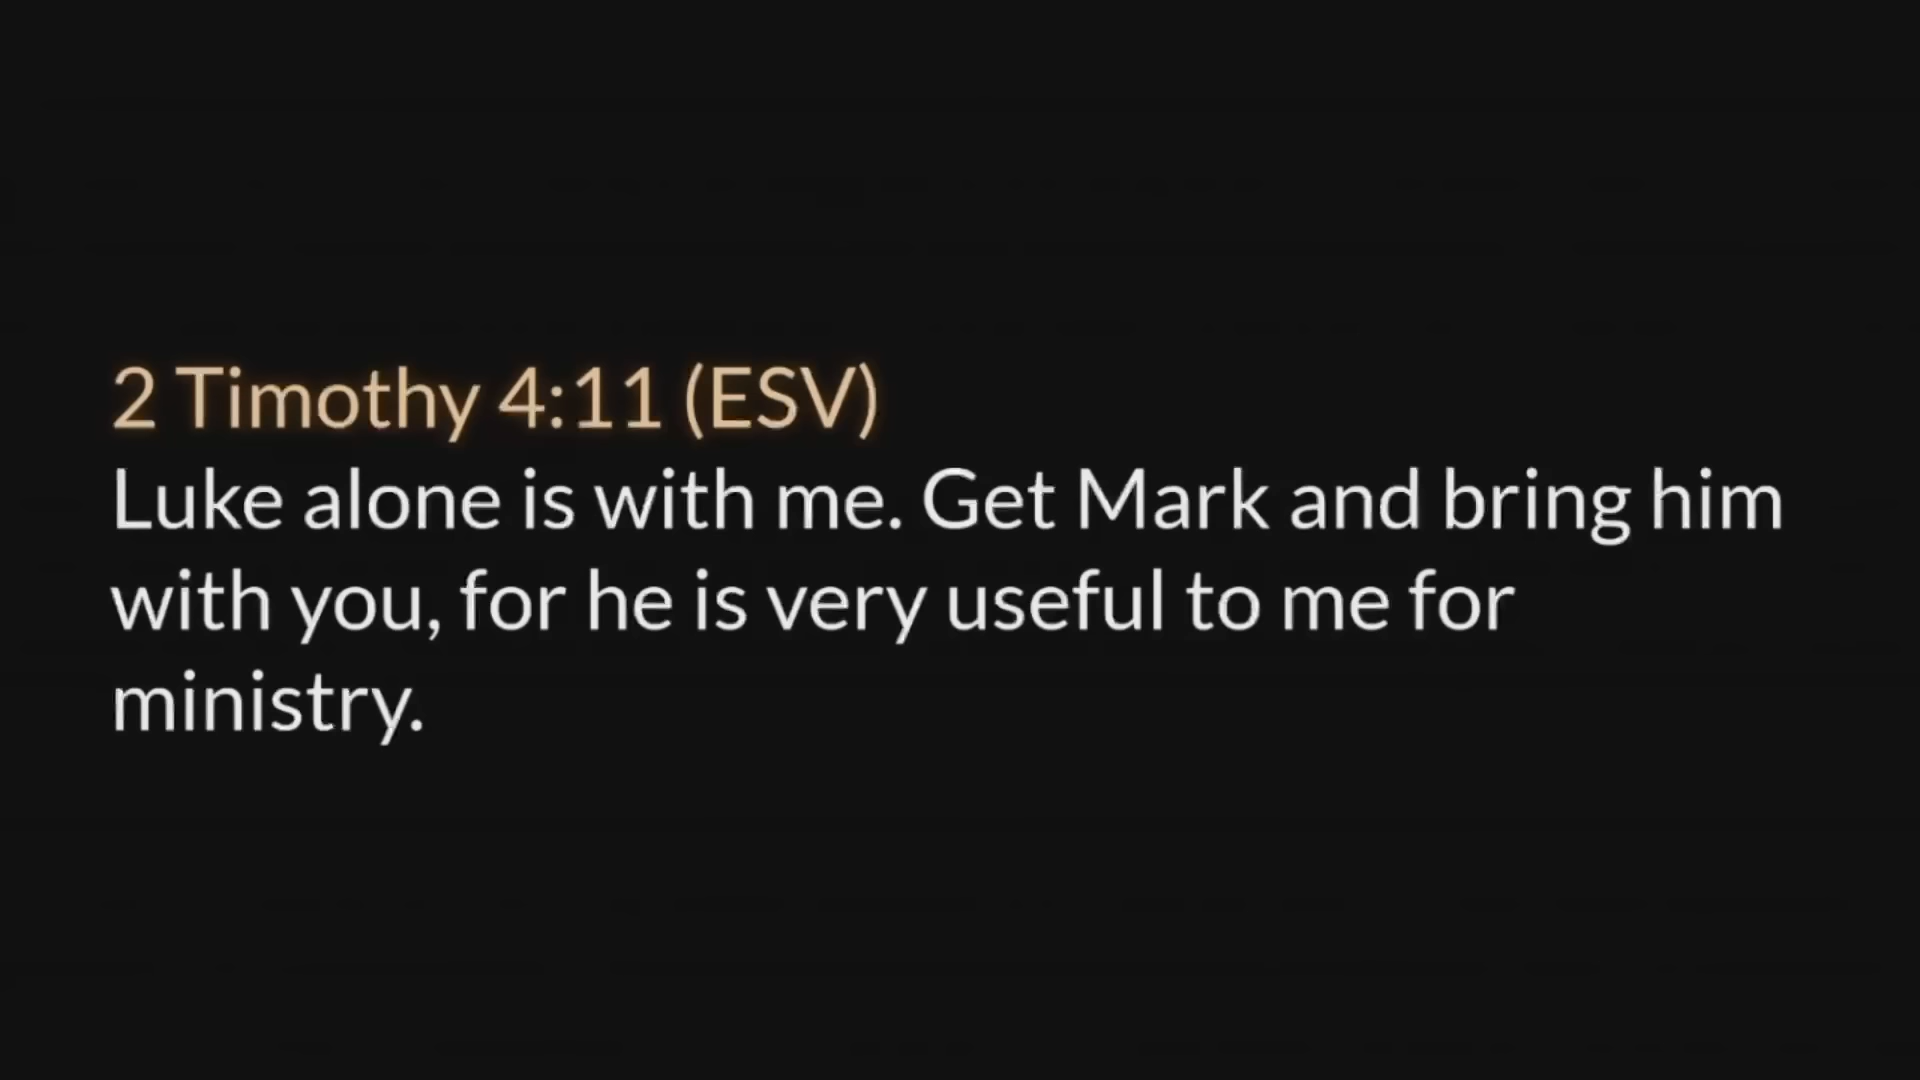 2 Timothy 4:11 (ESV)
Luke alone is with me. Get Mark and bring him
with you, for he is very useful to me for
ministry.